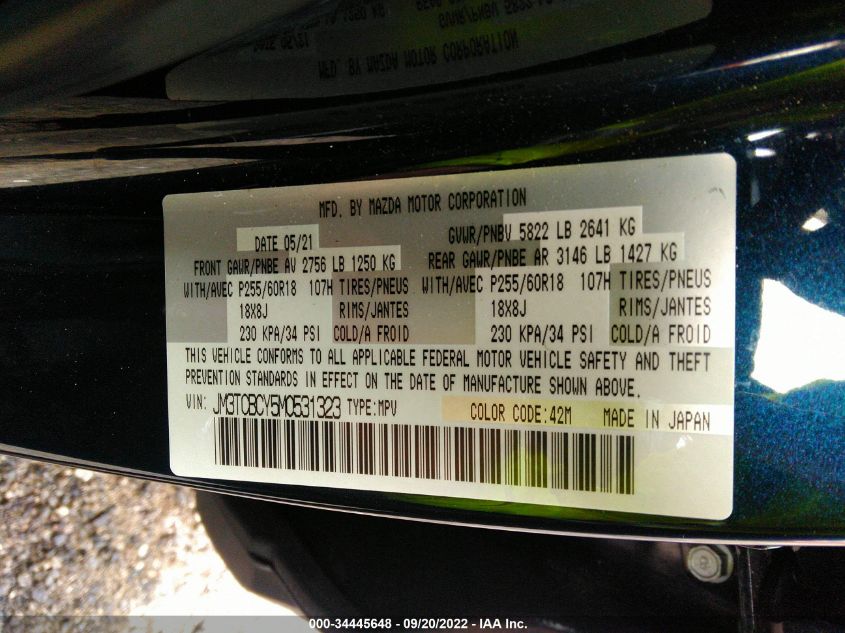 MFD. BY MAZDA MOTOR CORPORATION
DATE 05/21 GVWR/PNBV 5822 LB 2641 KG
FRONT GAWR/PNBE AV 2756 LB 1250 KG REAR GAWR/PNBE AR 3146 LB 1427 KG
WITH/AVEC P255/60R18 107H TIRES/PNEUS WITH/AVEC P255/60R18 107H TIRES/PNEUS
18X8J RIMS/JANTES 18X8J RIMS/JANTES
230 KPA/34 PSI COLD/A FROID 230 KPA/34 PSI COLD/A FROID
THIS VEHICLE CONFORMS TO ALL APPLICABLE FEDERAL MOTOR VEHICLE SAFETY AND THEFT
PREVENTION STANDARDS IN EFFECT ON THE DATE OF MANUFACTURE SHOWN ABOVE.
VIN: JM3TCBCY5M0531323 TYPE:MPV COLOR CODE:42M MADE IN JAPAN
000-34445648 - 09/20/2022 - IAA Inc.